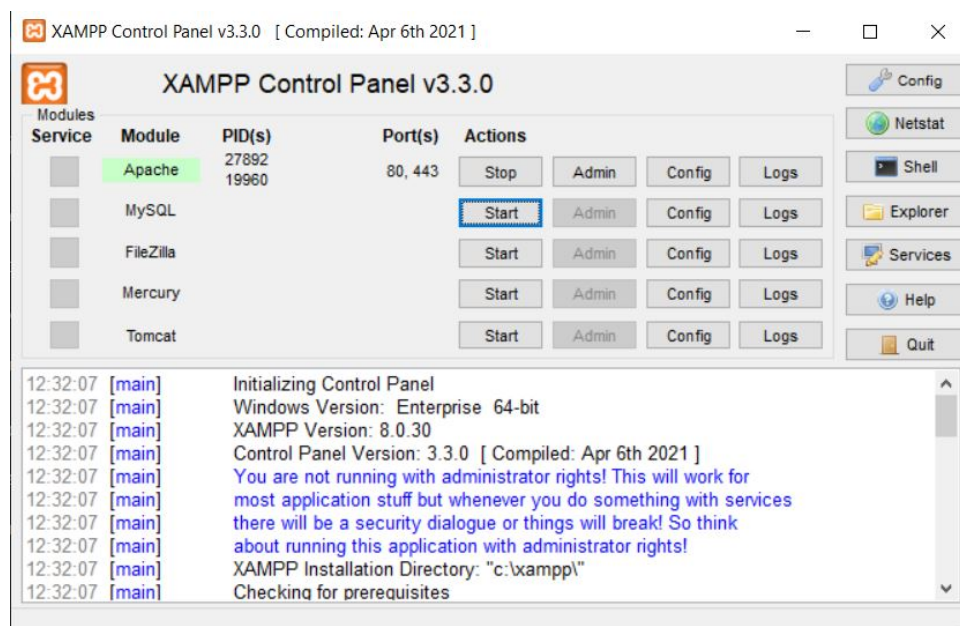 XAMPP Control Panel v3.3.0 [ Compiled: Apr 6th 2021 ]
XAMPP Control Panel v3.3.0
Config
Modules
Service Module PID(s) Port(s) Actions
Netstat
Apache 27892 19960 80, 443 Stop Admin Config Logs
Shell
MySQL Start Admin Config Logs
Explorer
FileZilla Start Admin Config Logs
Services
Mercury Start Admin Config Logs
Help
Tomcat Start Admin Config Logs
Quit
12:32:07 [main] Initializing Control Panel
12:32:07 [main] Windows Version: Enterprise 64-bit
12:32:07 [main] XAMPP Version: 8.0.30
12:32:07 [main] Control Panel Version: 3.3.0 [ Compiled: Apr 6th 2021 ]
12:32:07 [main] You are not running with administrator rights! This will work for
12:32:07 [main] most application stuff but whenever you do something with services
12:32:07 [main] there will be a security dialogue or things will break! So think
12:32:07 [main] about running this application with administrator rights!
12:32:07 [main] XAMPP Installation Directory: "c:\xampp\"
12:32:07 [main] Checking for prerequisites